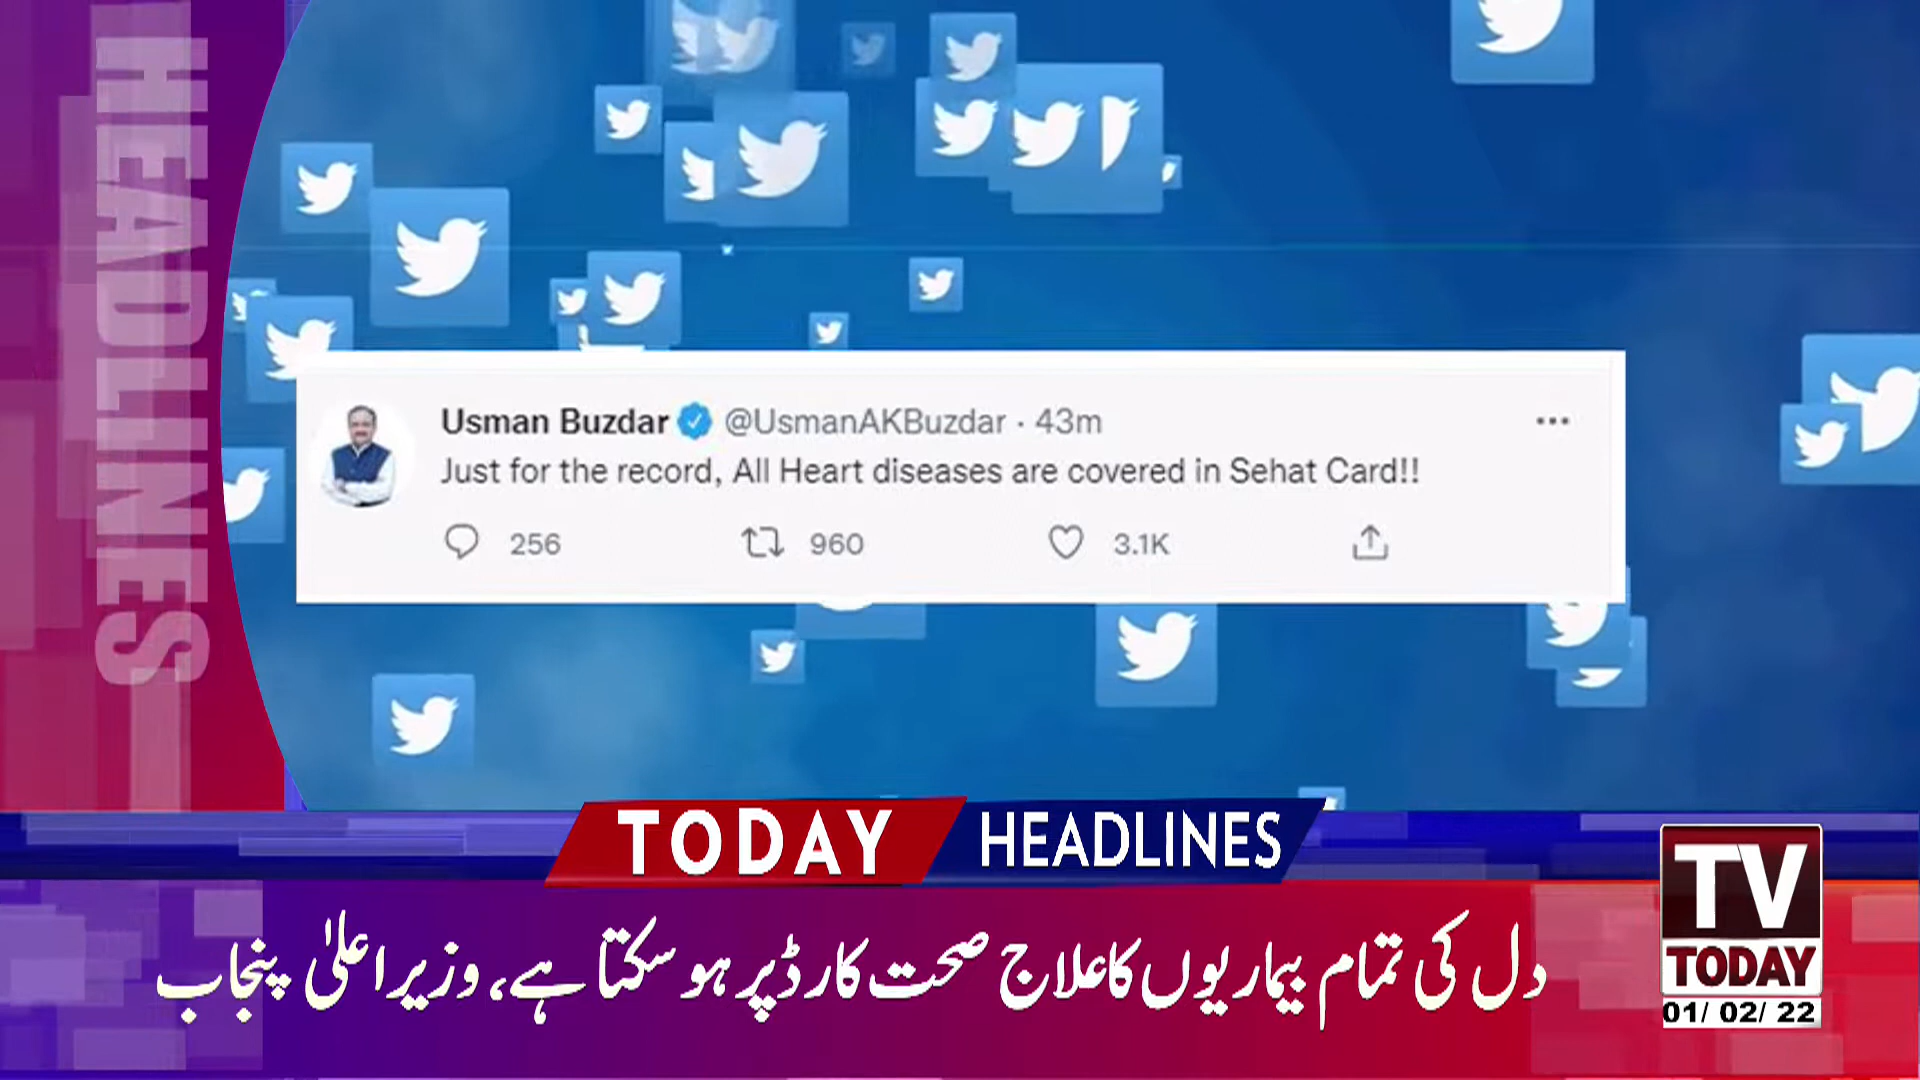 HEADLINES
Usman Buzdar @UsmanAKBuzdar · 43m
Just for the record, All Heart diseases are covered in Sehat Card!!
256 960 3.1K
TODAY HEADLINES
دل کی تمام بیماریوں کا علاج صحت کارڈ پر ہو سکتا ہے، وزیر اعلیٰ پنجاب
TV
TODAY
01/ 02/ 22